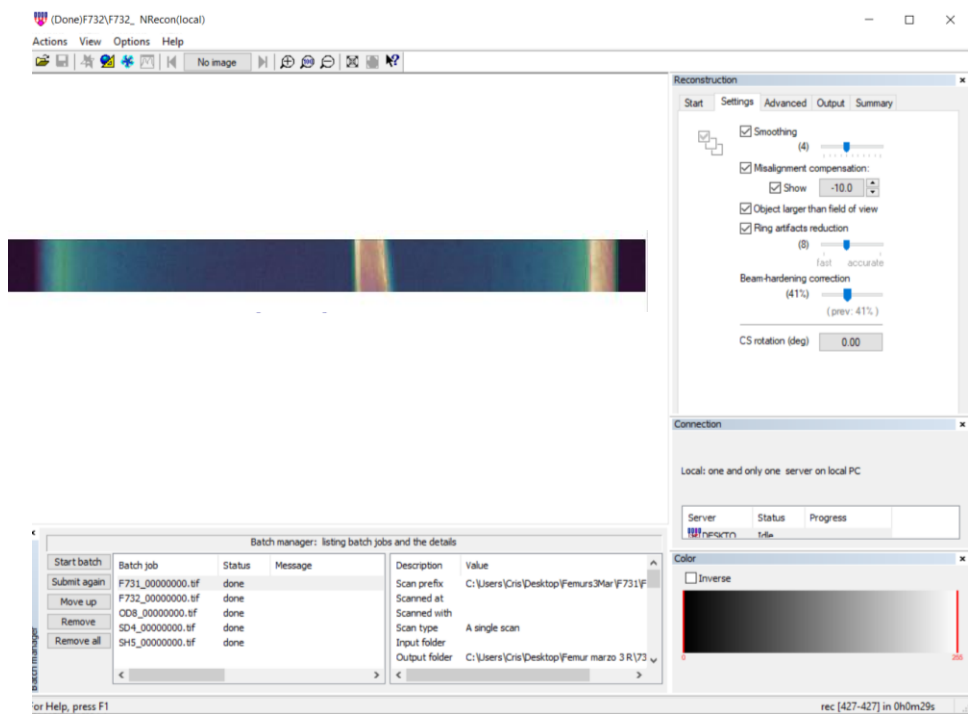 (Done)F732\F732_ NRecon(local)
Actions View Options Help
No image
100
Reconstruction
Start Settings Advanced Output Summary
Smoothing
(4)
Misalignment compensation:
Show -10.0
Object larger than field of view
Ring artifacts reduction
(8)
fast accurate
Beam-hardening correction
(41%)
(prev: 41% )
CS rotation (deg) 0.00
Connection
Local: one and only one server on local PC
Server Status Progress
DESKTO Idle
Batch manager: listing batch jobs and the details
Start batch
Submit again
Move up
Remove
Remove all
Batch manager
Batch job Status Message
F731_00000000.tif done
F732_00000000.tif done
OD8_00000000.tif done
SD4_00000000.tif done
SH5_00000000.tif done
Description Value
Scan prefix C:\Users\Cris\Desktop\Femurs3Mar\F731\F
Scanned at
Scanned with
Scan type A single scan
Input folder
Output folder C:\Users\Cris\Desktop\Femur marzo 3 R\73
Color
Inverse
0 255
For Help, press F1
rec [427-427] in 0h0m29s